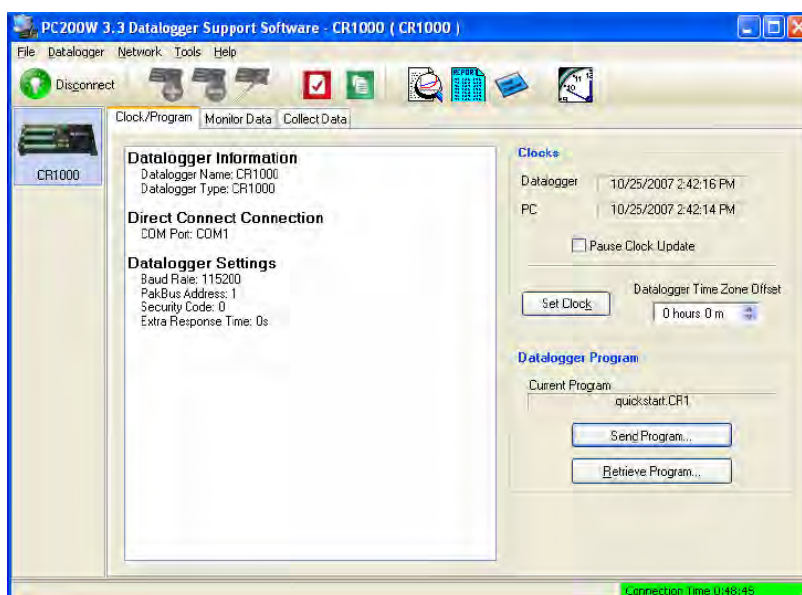 PC200W 3.3 Datalogger Support Software - CR1000 ( CR1000 )
File Datalogger Network Tools Help
Disconnect
REPORT
CR1000
Clock/Program Monitor Data Collect Data
Datalogger Information
Datalogger Name: CR1000
Datalogger Type: CR1000
Direct Connect Connection
COM Port: COM1
Datalogger Settings
Baud Rate: 115200
PakBus Address: 1
Security Code: 0
Extra Response Time: 0s
Clocks
Datalogger 10/25/2007 2:42:16 PM
PC 10/25/2007 2:42:14 PM
Pause Clock Update
Set Clock
Datalogger Time Zone Offset
0 hours 0 m
Datalogger Program
Current Program
quickstart.CR1
Send Program...
Retrieve Program...
Connection Time 0:48:45